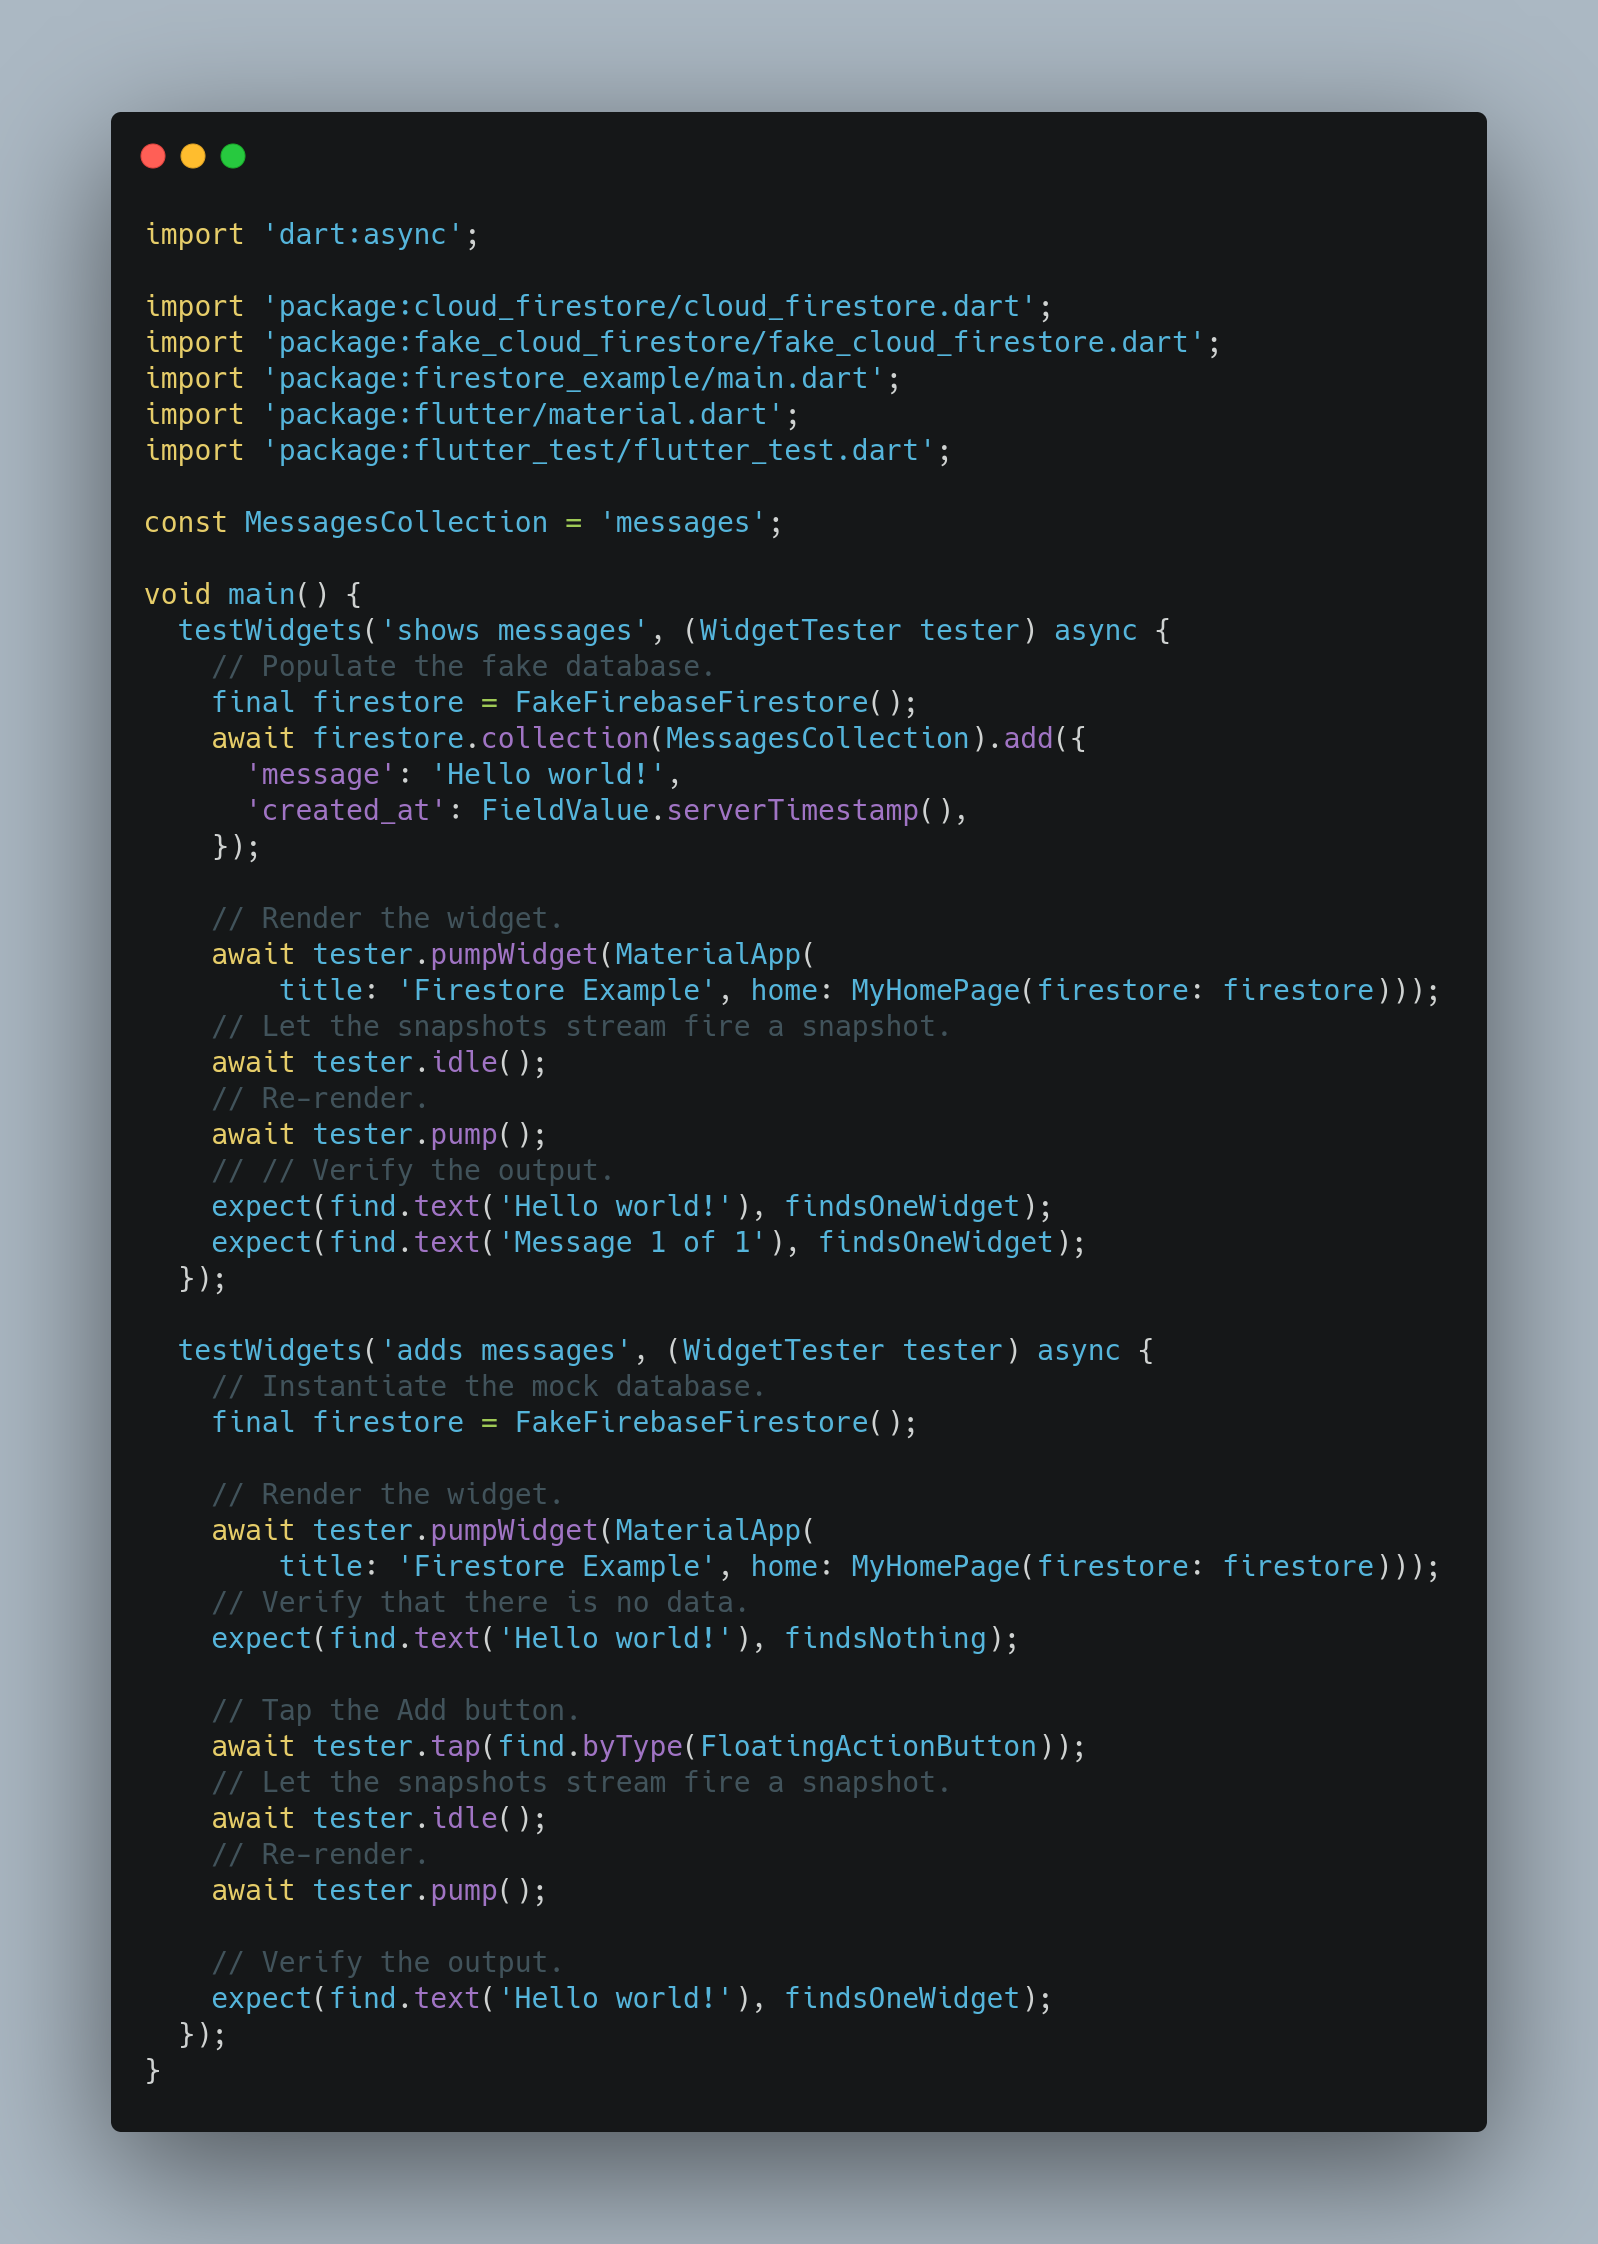 import 'dart:async';
import 'package:cloud_firestore/cloud_firestore.dart';
import 'package:fake_cloud_firestore/fake_cloud_firestore.dart';
import 'package:firestore_example/main.dart';
import 'package:flutter/material.dart';
import 'package:flutter_test/flutter_test.dart';
const MessagesCollection = 'messages';
void main() {
  testWidgets('shows messages', (WidgetTester tester) async {
    // Populate the fake database.
    final firestore = FakeFirebaseFirestore();
    await firestore.collection(MessagesCollection).add({
      'message': 'Hello world!',
      'created_at': FieldValue.serverTimestamp(),
    });
    // Render the widget.
    await tester.pumpWidget(MaterialApp(
        title: 'Firestore Example', home: MyHomePage(firestore: firestore)));
    // Let the snapshots stream fire a snapshot.
    await tester.idle();
    // Re-render.
    await tester.pump();
    // // Verify the output.
    expect(find.text('Hello world!'), findsOneWidget);
    expect(find.text('Message 1 of 1'), findsOneWidget);
  });
  testWidgets('adds messages', (WidgetTester tester) async {
    // Instantiate the mock database.
    final firestore = FakeFirebaseFirestore();
    // Render the widget.
    await tester.pumpWidget(MaterialApp(
        title: 'Firestore Example', home: MyHomePage(firestore: firestore)));
    // Verify that there is no data.
    expect(find.text('Hello world!'), findsNothing);
    // Tap the Add button.
    await tester.tap(find.byType(FloatingActionButton));
    // Let the snapshots stream fire a snapshot.
    await tester.idle();
    // Re-render.
    await tester.pump();
    // Verify the output.
    expect(find.text('Hello world!'), findsOneWidget);
  });
}